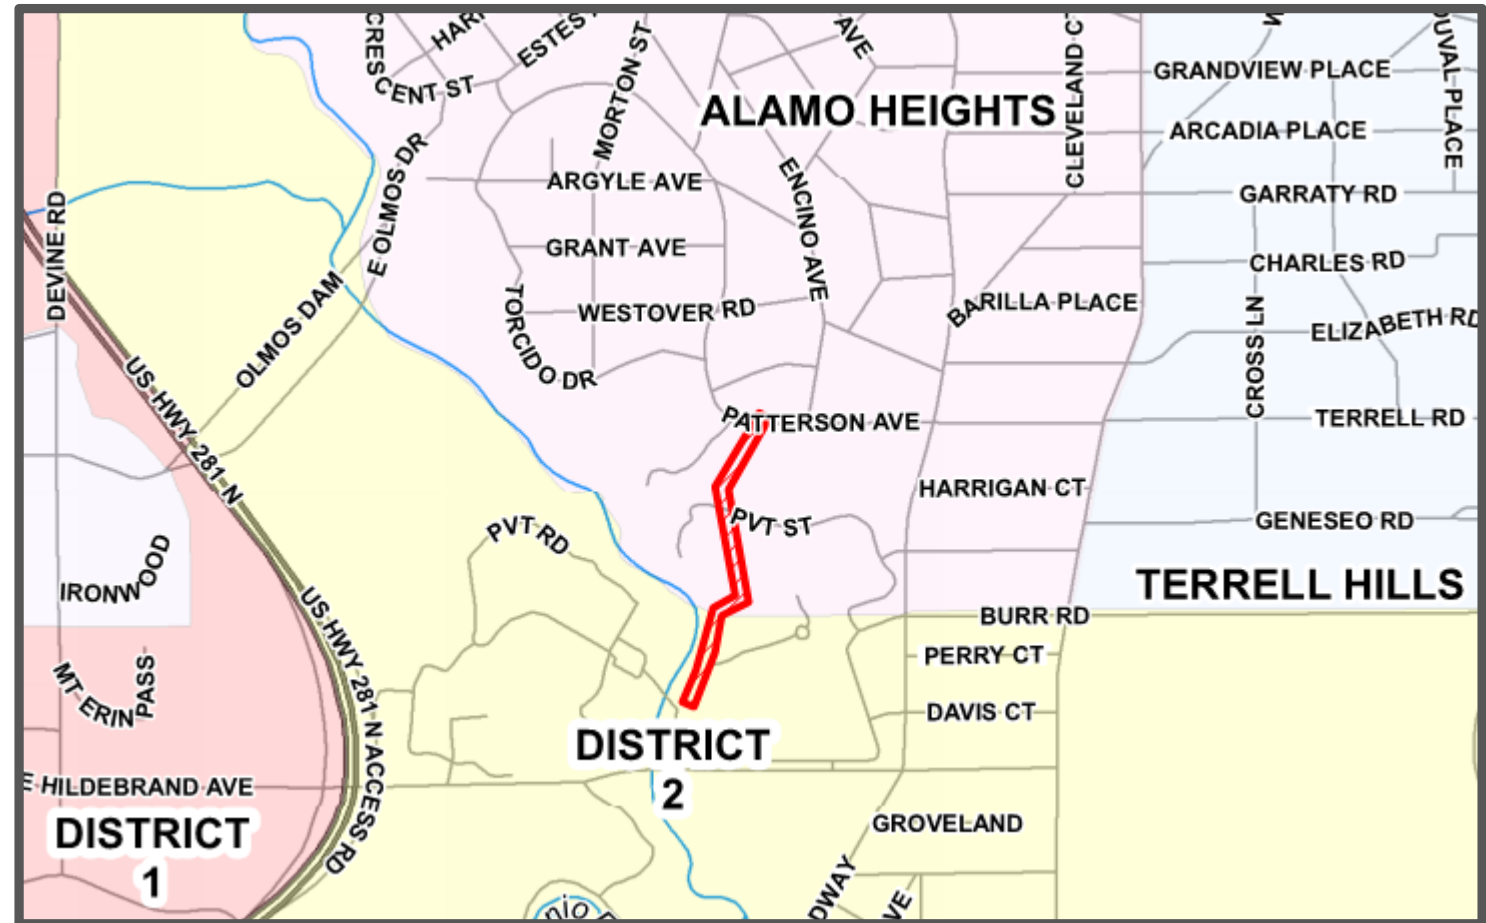 CRESCENT ST
ESTES
AVE
MORTON ST
CLEVELAND C
GRANDVIEW PLACE
ALAMO HEIGHTS
ARCADIA PLACE
UVAL PLACE
E OLMOS DR
ARGYLE AVE
ENCINO AVE
GARRATY RD
DEVINE RD
GRANT AVE
CHARLES RD
OLMOS DAM
TORCIDO DR
WESTOVER RD
BARILLA PLACE
CROSS LN
ELIZABETH RD
US HWY 281 N
PATTERSON AVE
TERRELL RD
HARRIGAN CT
PVT RD
PVT ST
GENESEO RD
IRONWOOD
TERRELL HILLS
US HWY 281 N ACCESS RD
BURR RD
MT ERIN PASS
PERRY CT
DAVIS CT
DISTRICT
2
E HILDEBRAND AVE
DISTRICT
1
GROVELAND
DWAY
VE